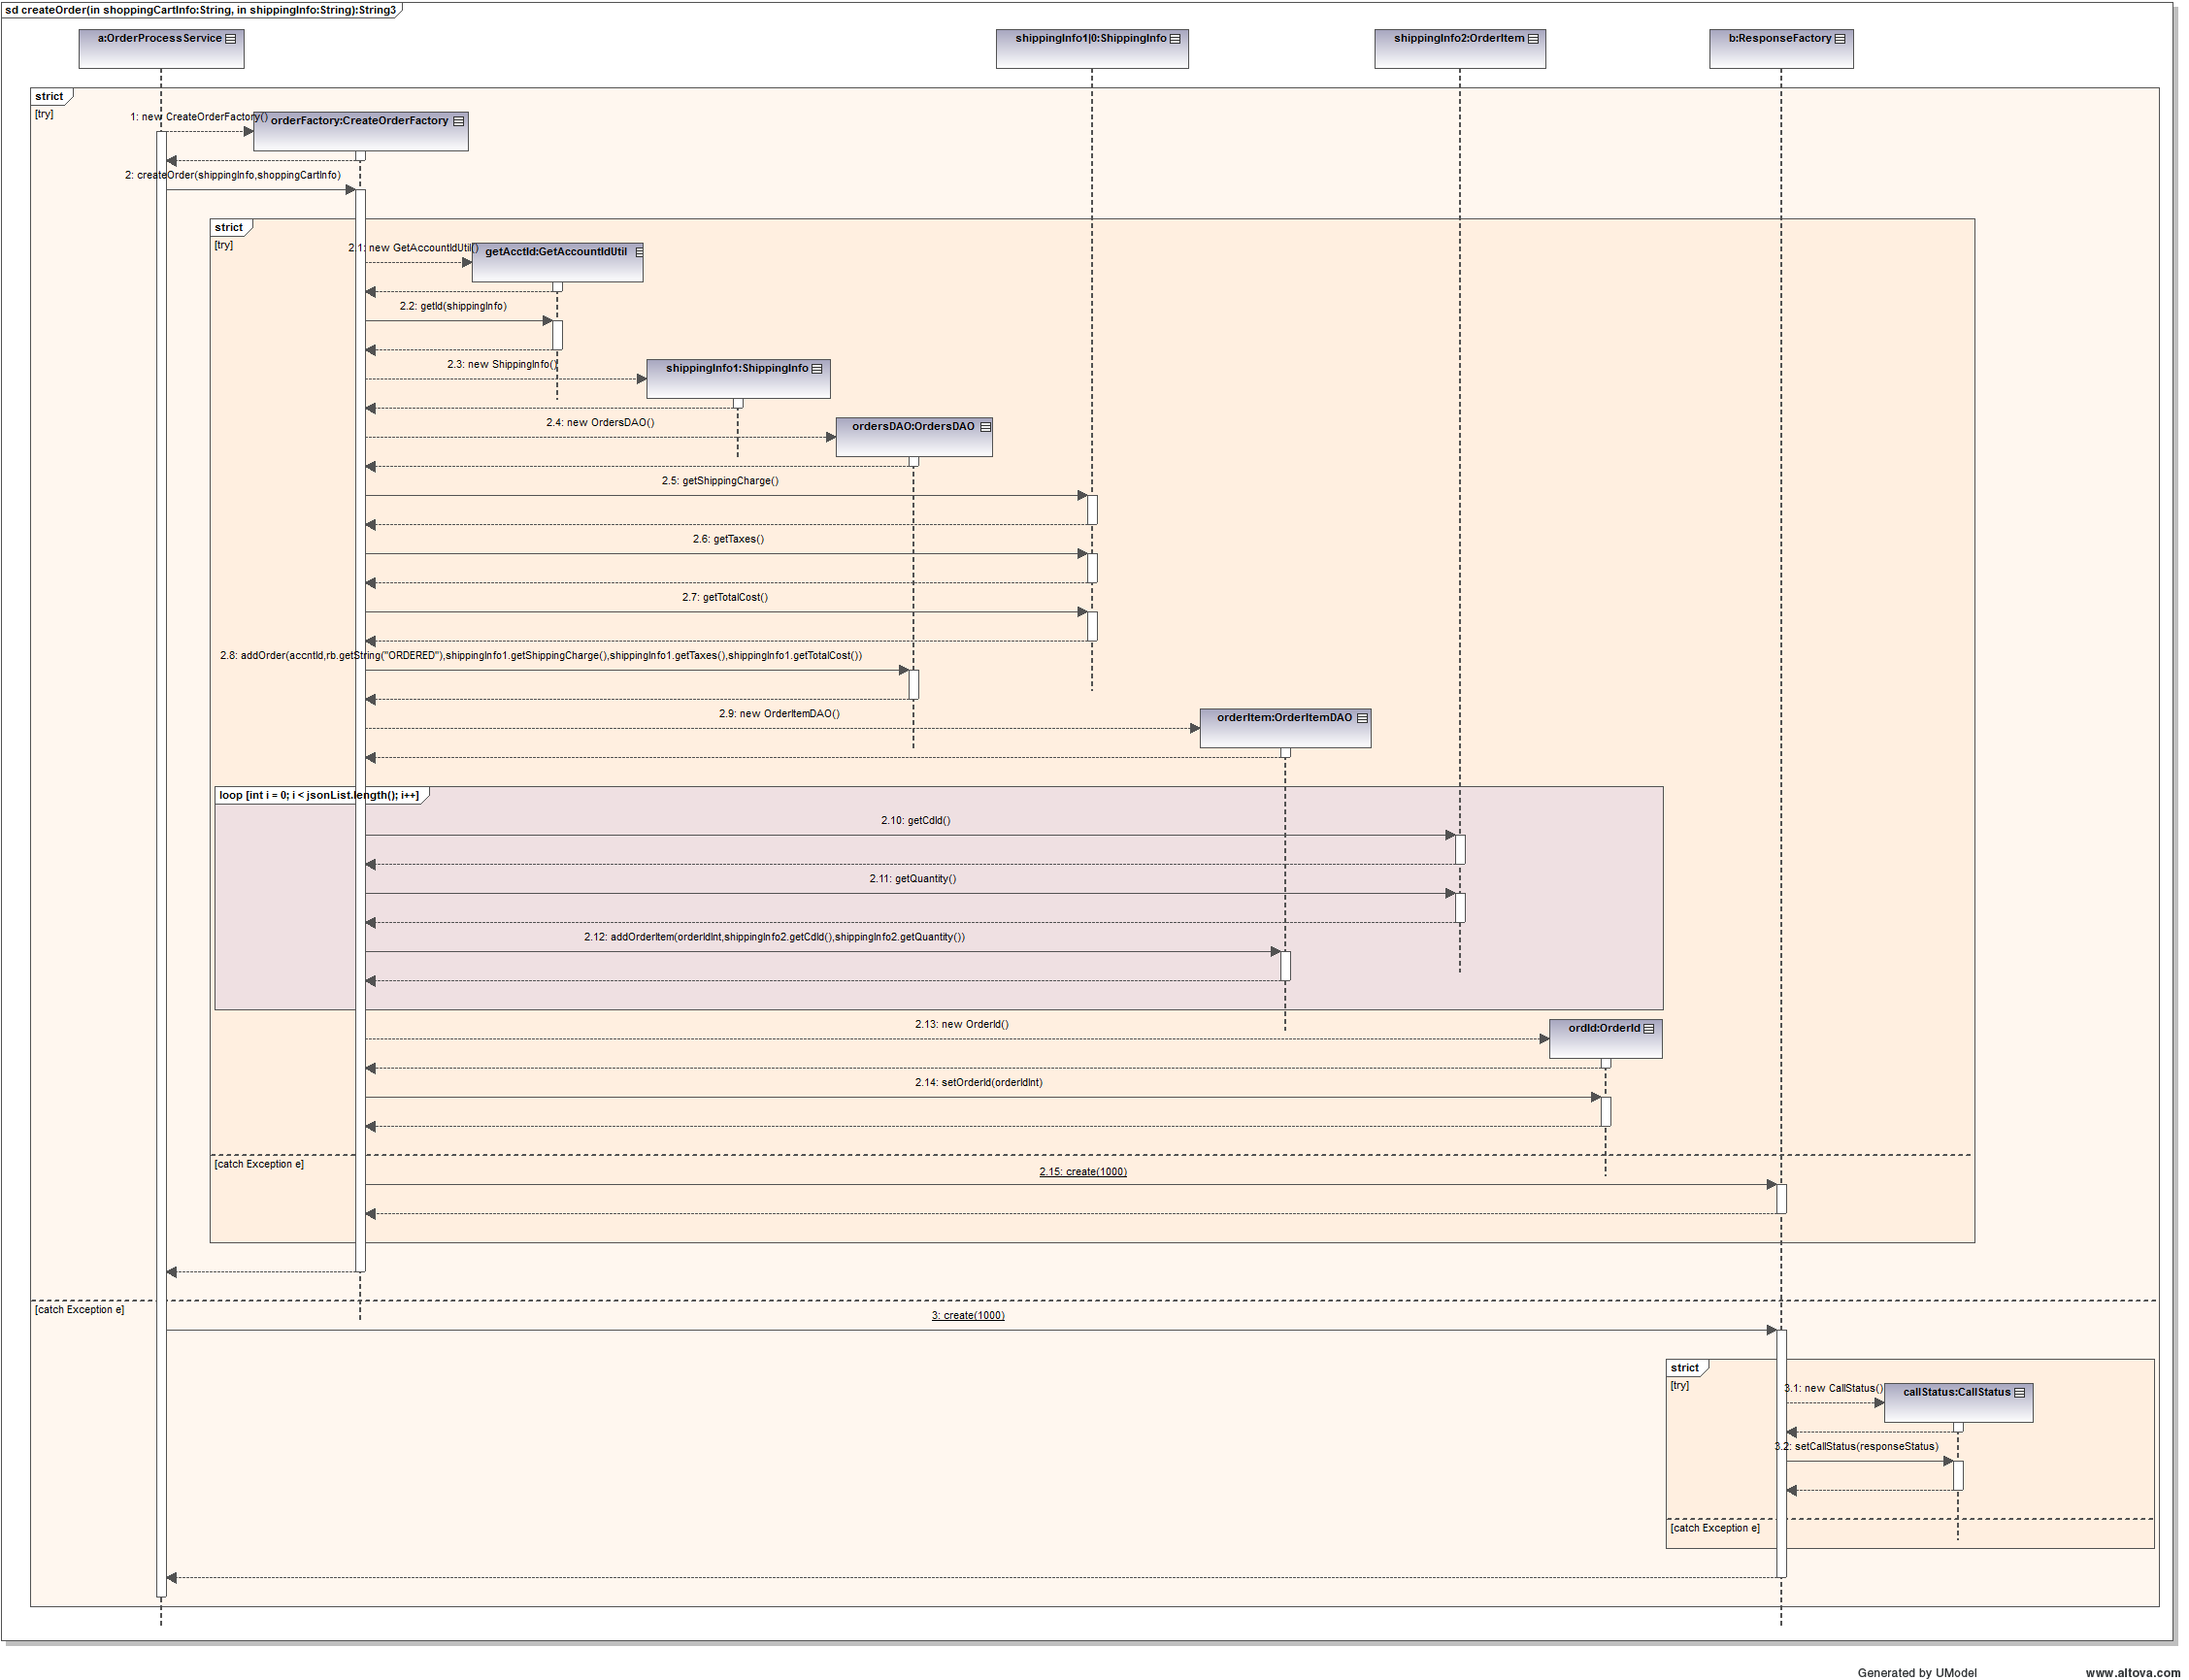 sd createOrder(in shoppingCartInfo:String, in shippingInfo:String):String3
a:OrderProcessService
shippingInfo1|0:ShippingInfo
shippingInfo2:OrderItem
b:ResponseFactory
strict
[try]
1: new CreateOrderFactory()
orderFactory:CreateOrderFactory
2: createOrder(shippingInfo,shoppingCartInfo)
strict
[try]
2.1: new GetAccountIdUtil()
getAcctId:GetAccountIdUtil
2.2: getId(shippingInfo)
2.3: new ShippingInfo()
shippingInfo1:ShippingInfo
2.4: new OrdersDAO()
ordersDAO:OrdersDAO
2.5: getShippingCharge()
2.6: getTaxes()
2.7: getTotalCost()
2.8: addOrder(accntId,rb.getString("ORDERED"),shippingInfo1.getShippingCharge(),shippingInfo1.getTaxes(),shippingInfo1.getTotalCost())
2.9: new OrderItemDAO()
orderItem:OrderItemDAO
loop [int i = 0; i < jsonList.length(); i++]
2.10: getCdId()
2.11: getQuantity()
2.12: addOrderItem(orderIdInt,shippingInfo2.getCdId(),shippingInfo2.getQuantity())
2.13: new OrderId()
ordId:OrderId
2.14: setOrderId(orderIdInt)
[catch Exception e]
2.15: create(1000)
[catch Exception e]
3: create(1000)
strict
[try]
3.1: new CallStatus()
callStatus:CallStatus
3.2: setCallStatus(responseStatus)
[catch Exception e]
Generated by UModel
www.altova.com